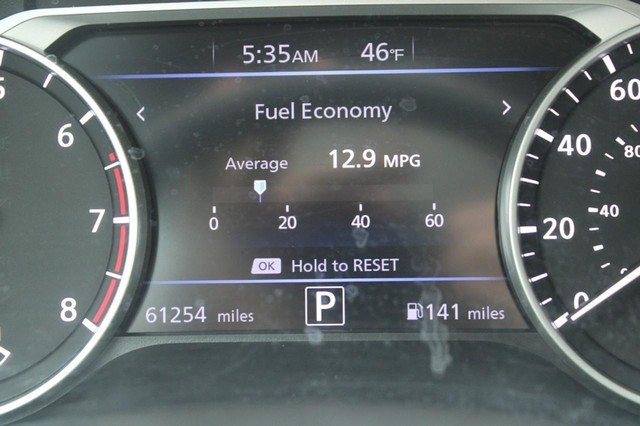 5:35AM 46°F
Fuel Economy
Average 12.9 MPG
0 20 40 60
OK Hold to RESET
61254 miles P 141 miles
6
7
8
60
40
80
20
40
0